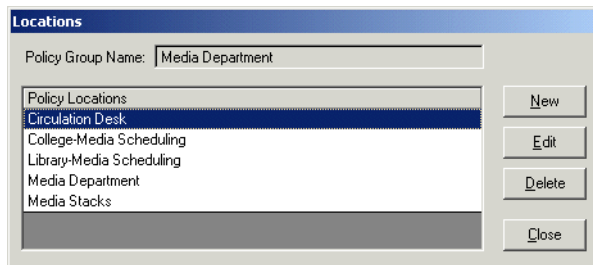 Locations
Policy Group Name: Media Department
Policy Locations
Circulation Desk
College-Media Scheduling
Library-Media Scheduling
Media Department
Media Stacks
New
Edit
Delete
Close